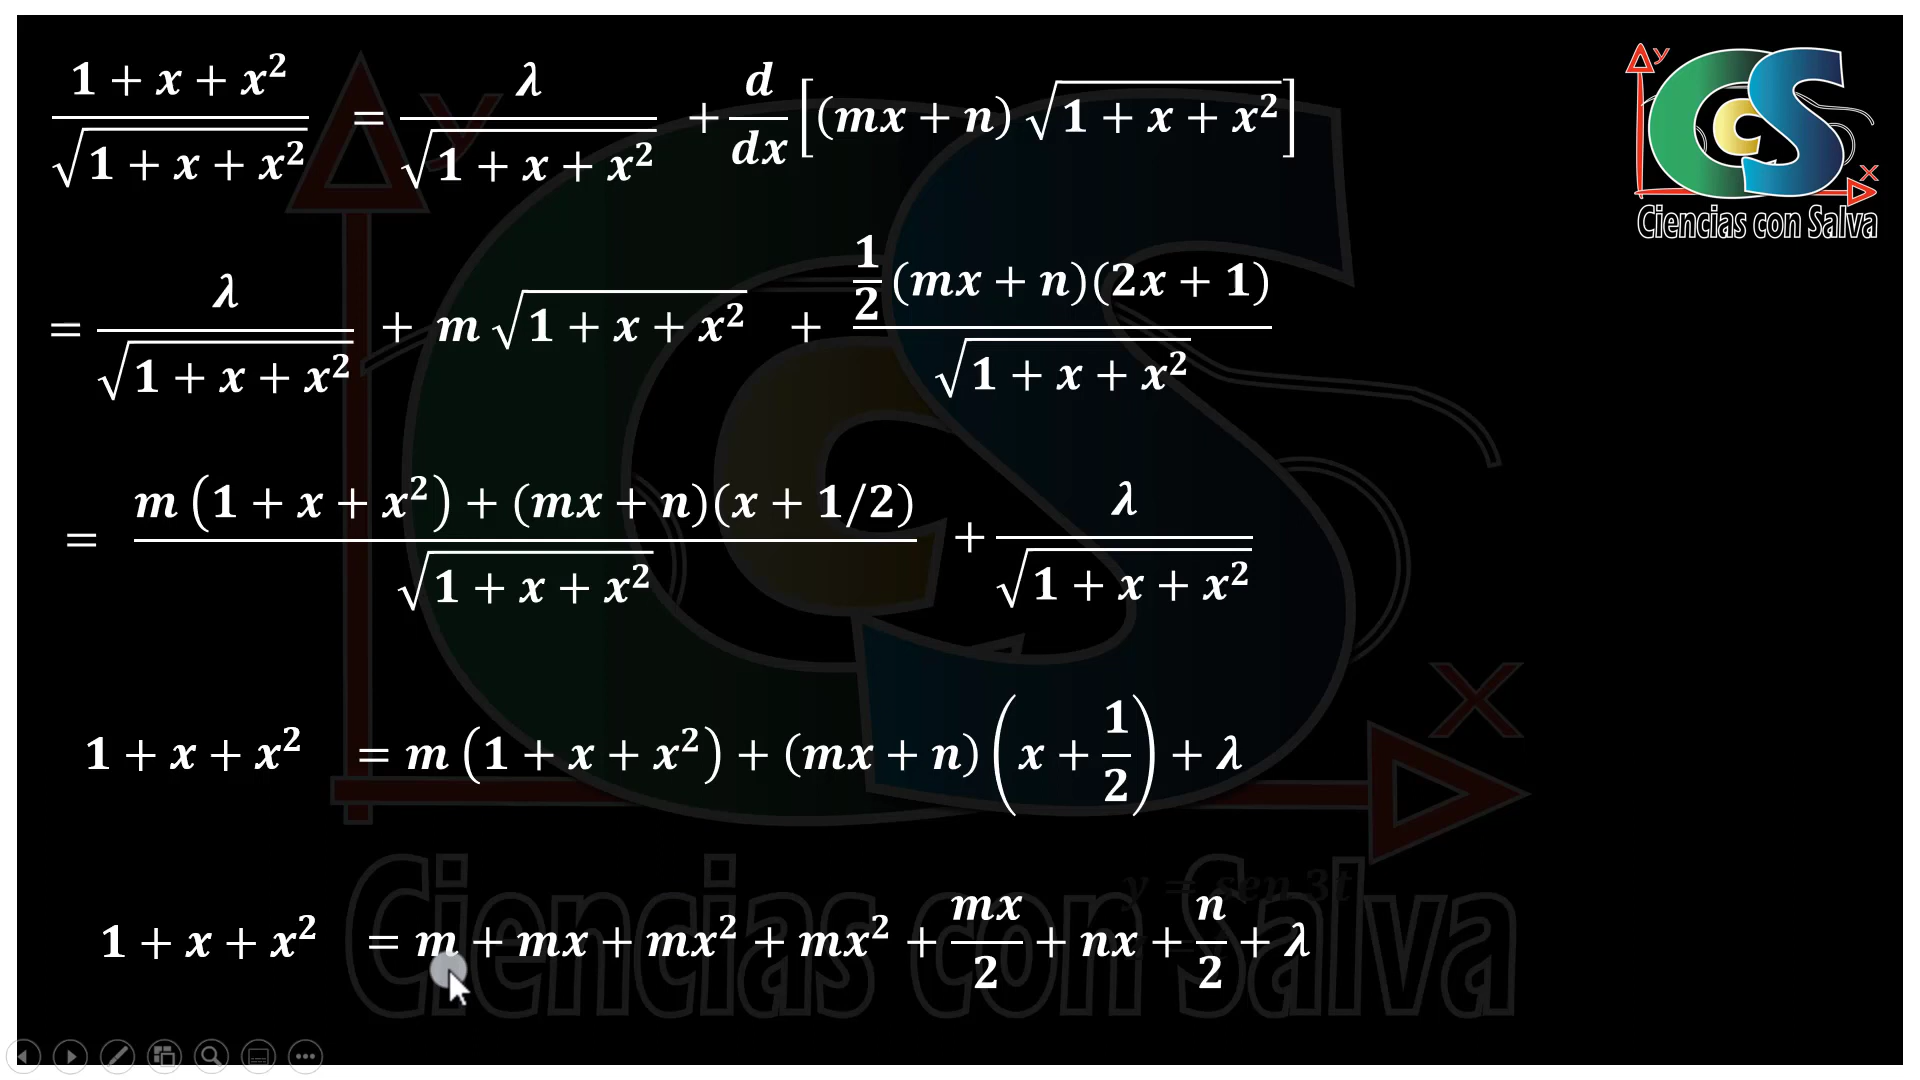 (1 + x + x²)/√(1 + x + x²) = λ/√(1 + x + x²) + d/dx [(mx + n) √(1 + x + x²)]
y
x
Ciencias con Salva
= λ/√(1 + x + x²) + m √(1 + x + x²) + (1/2 (mx + n)(2x + 1))/√(1 + x + x²)
= (m (1 + x + x²) + (mx + n)(x + 1/2))/√(1 + x + x²) + λ/√(1 + x + x²)
1 + x + x² = m (1 + x + x²) + (mx + n) (x + 1/2) + λ
y = sen 3t
1 + x + x² = m + mx + mx² + mx² + mx/2 + nx + n/2 + λ
y
x
Ciencias con Salva